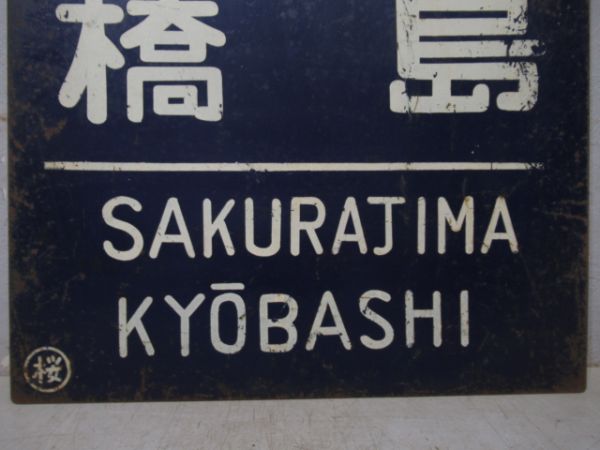 橋 島
SAKURAJIMA
KYŌBASHI
桜